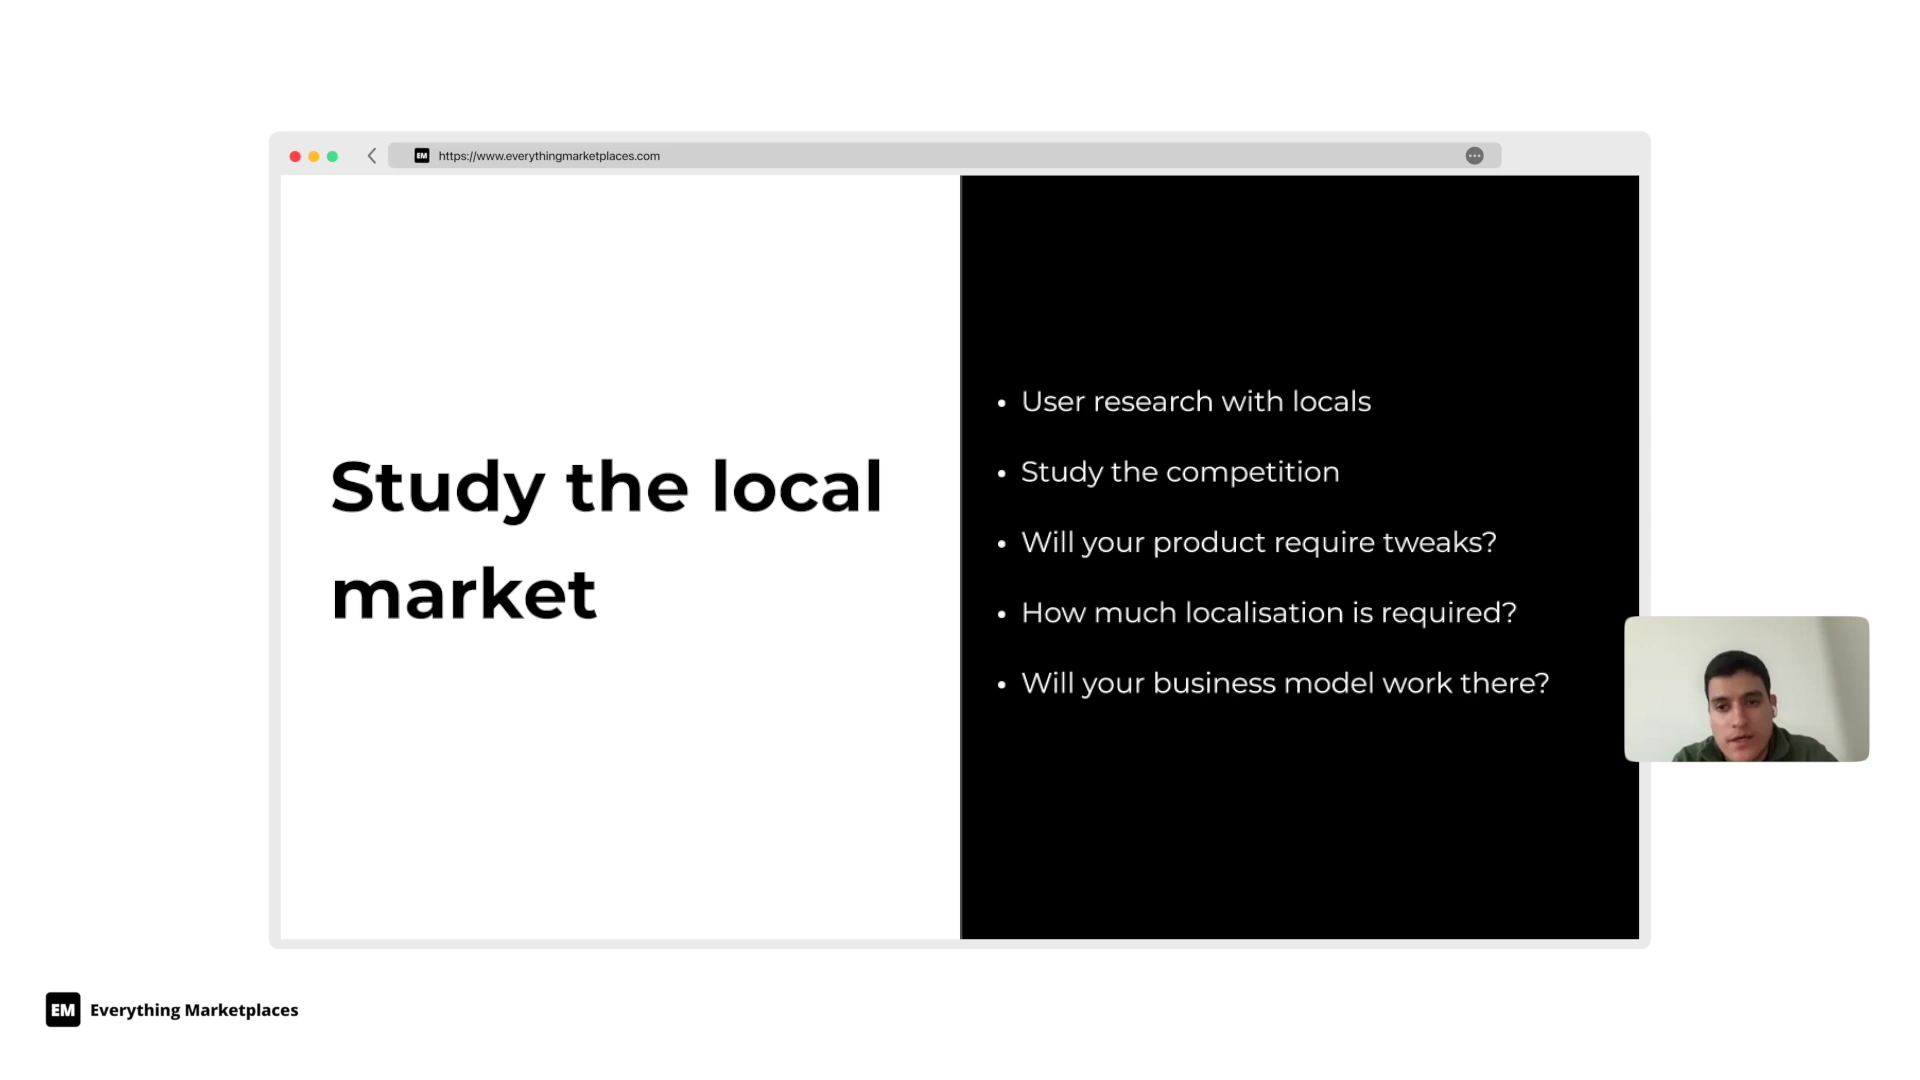 EM https://www.everythingmarketplaces.com
Study the local
market
• User research with locals
• Study the competition
• Will your product require tweaks?
• How much localisation is required?
• Will your business model work there?
EM Everything Marketplaces